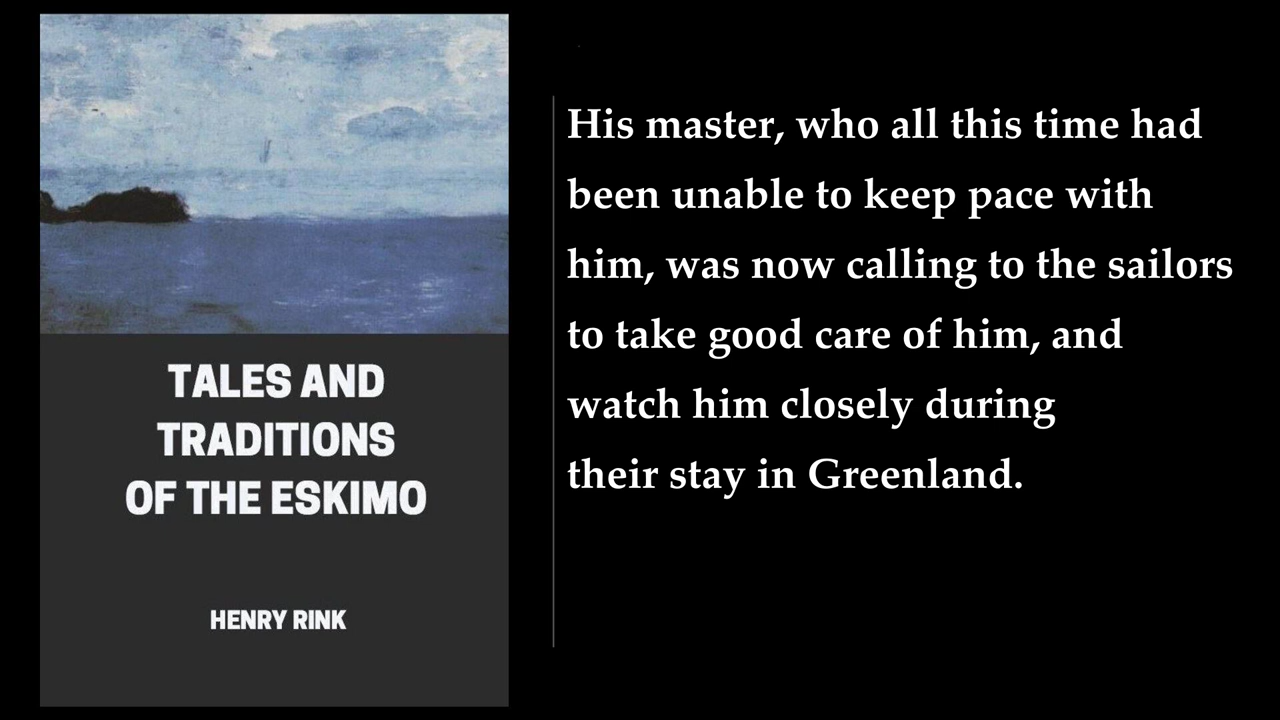 TALES AND
TRADITIONS
OF THE ESKIMO
HENRY RINK
His master, who all this time had
been unable to keep pace with
him, was now calling to the sailors
to take good care of him, and
watch him closely during
their stay in Greenland.